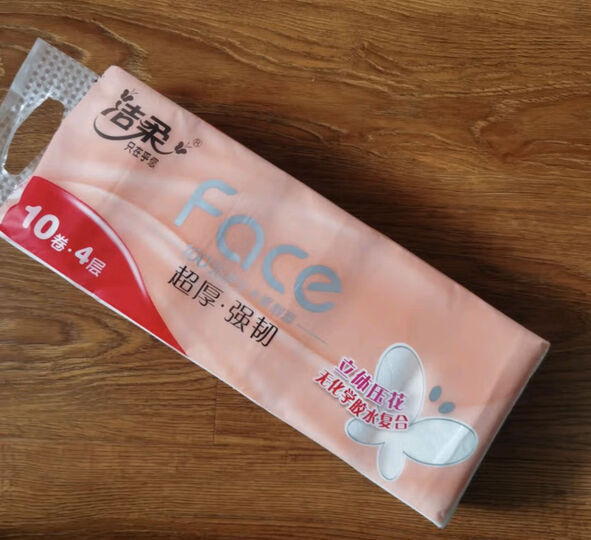 洁柔®
只在乎您
Face
10卷·4层
超厚·强韧
立体压花
无化学胶水复合